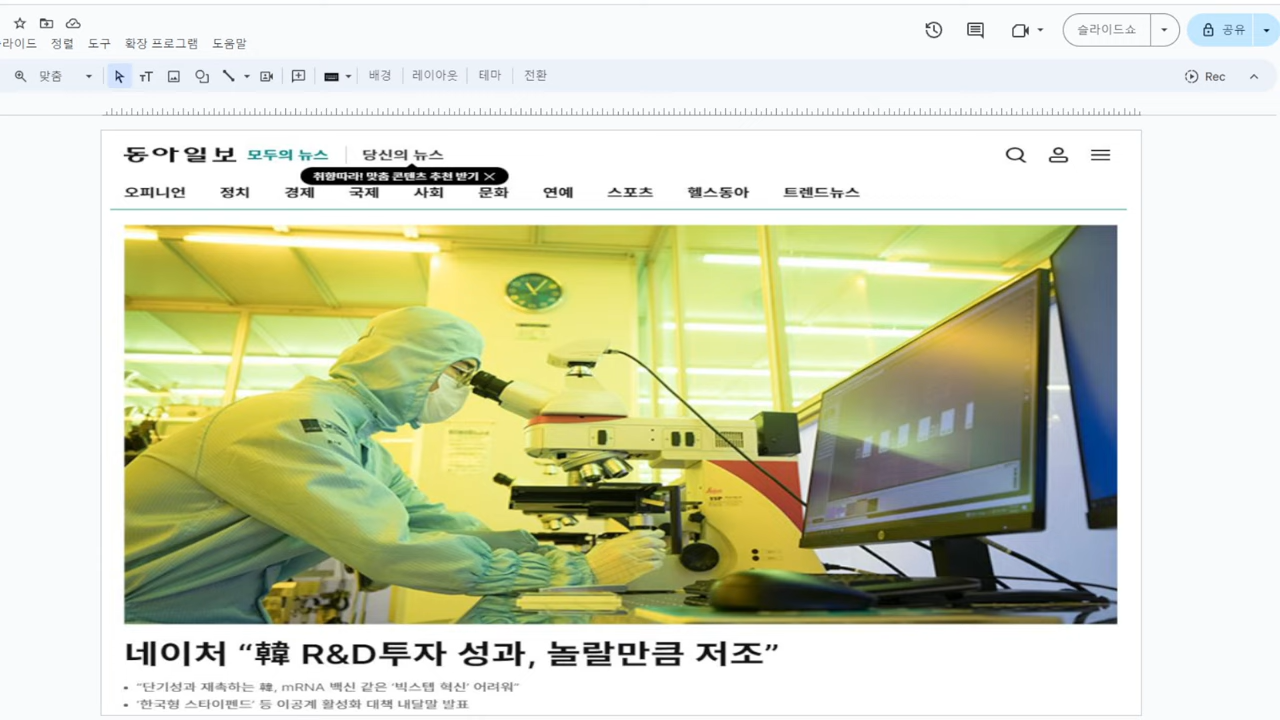 라이드 정렬 도구 확장 프로그램 도움말
슬라이드쇼
공유
맞춤
배경 레이아웃 테마 전환
Rec
동아일보 모두의 뉴스 당신의 뉴스
취향따라! 맞춤 콘텐츠 추천 받기 ×
오피니언 정치 경제 국제 사회 문화 연예 스포츠 헬스동아 트렌드뉴스
Leica
네이처 “韓 R&D투자 성과, 놀랄만큼 저조”
• “단기성과 재촉하는 韓, mRNA 백신 같은 ‘빅스텝 혁신’ 어려워”
• ‘한국형 스타이펜드’ 등 이공계 활성화 대책 내달말 발표